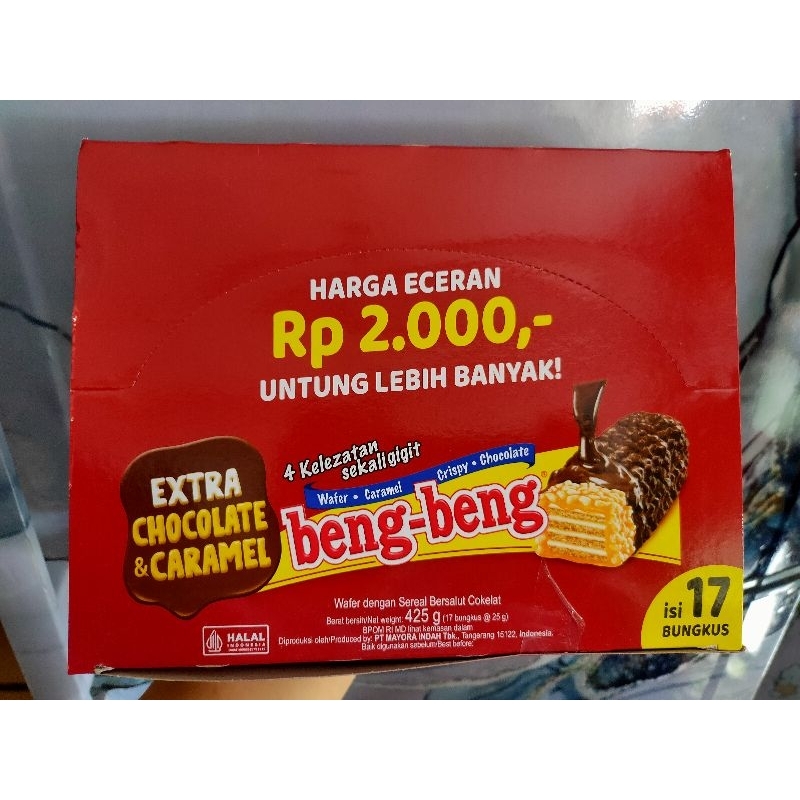 HARGA ECERAN
Rp 2.000,-
UNTUNG LEBIH BANYAK!
4 Kelezatan
sekali gigit
Wafer • Caramel Crispy • Chocolate
beng-beng®
EXTRA
CHOCOLATE
& CARAMEL
Wafer dengan Sereal Bersalut Cokelat
Berat bersih/Net weight: 425 g (17 bungkus @ 25 g)
BPOM RI MD lihat kemasan dalam
Diproduksi oleh/Produced by: PT MAYORA INDAH Tbk., Tangerang 15122, Indonesia.
Baik digunakan sebelum/Best before:
HALAL
INDONESIA
isi 17
BUNGKUS